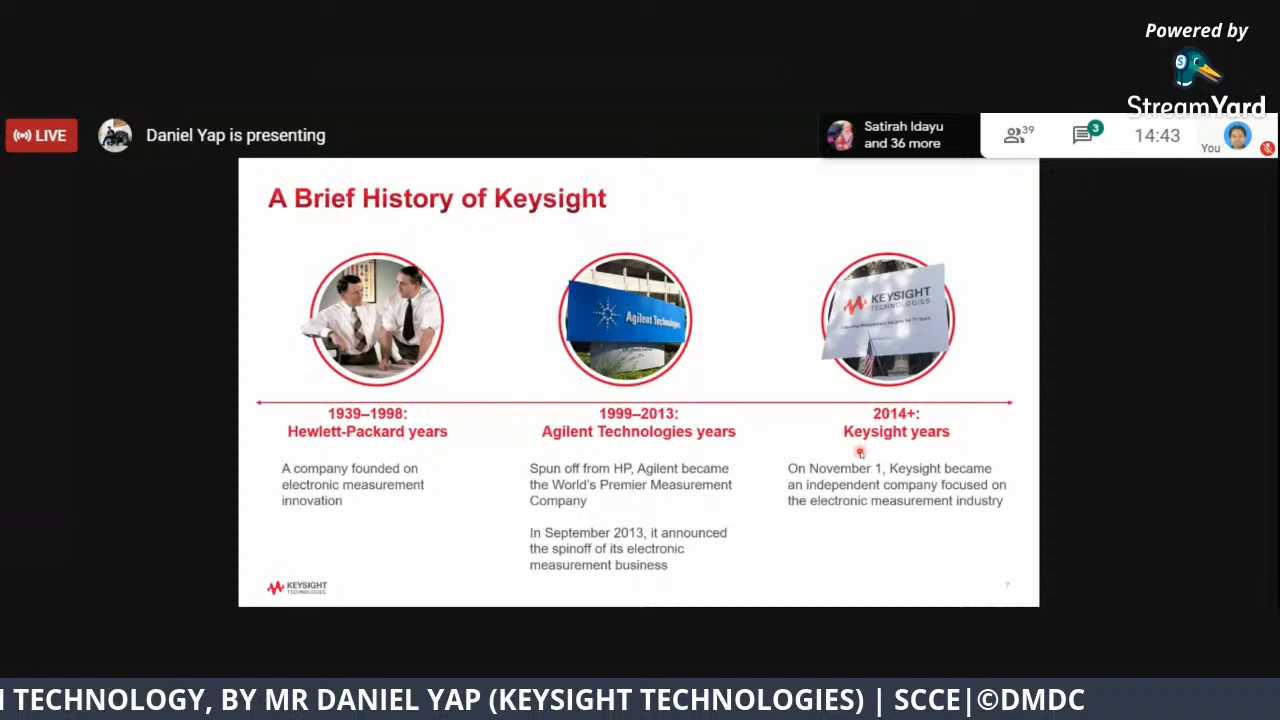 Powered by
StreamYard
LIVE
Daniel Yap is presenting
Satirah Idayu
and 36 more
39
3
14:43
You
A Brief History of Keysight
Agilent Technologies
KEYSIGHT
TECHNOLOGIES
1939–1998:
Hewlett-Packard years
1999–2013:
Agilent Technologies years
2014+:
Keysight years
A company founded on
electronic measurement
innovation
Spun off from HP, Agilent became
the World's Premier Measurement
Company
In September 2013, it announced
the spinoff of its electronic
measurement business
On November 1, Keysight became
an independent company focused on
the electronic measurement industry
KEYSIGHT
TECHNOLOGIES
7
TECHNOLOGY, BY MR DANIEL YAP (KEYSIGHT TECHNOLOGIES) | SCCE|©DMDC